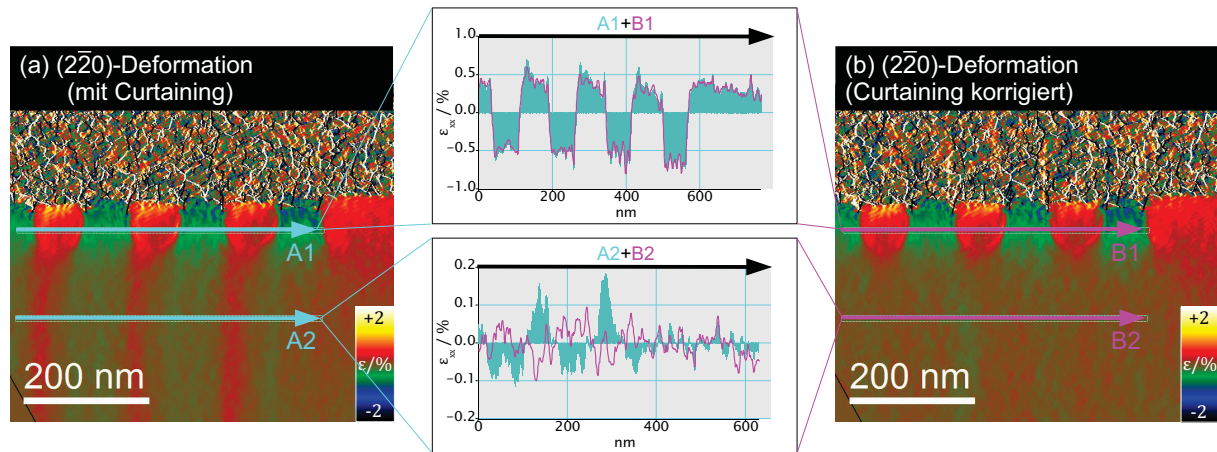 (a) (22̅0)-Deformation
(mit Curtaining)
A1
A2
+2
ε/%
-2
200 nm
A1+B1
1.0
0.5
0.0
−0.5
−1.0
ε xx / %
0 200 400 600
nm
A2+B2
0.2
0.1
0.0
−0.1
−0.2
ε xx / %
0 200 400 600
nm
(b) (22̅0)-Deformation
(Curtaining korrigiert)
B1
B2
+2
ε/%
-2
200 nm